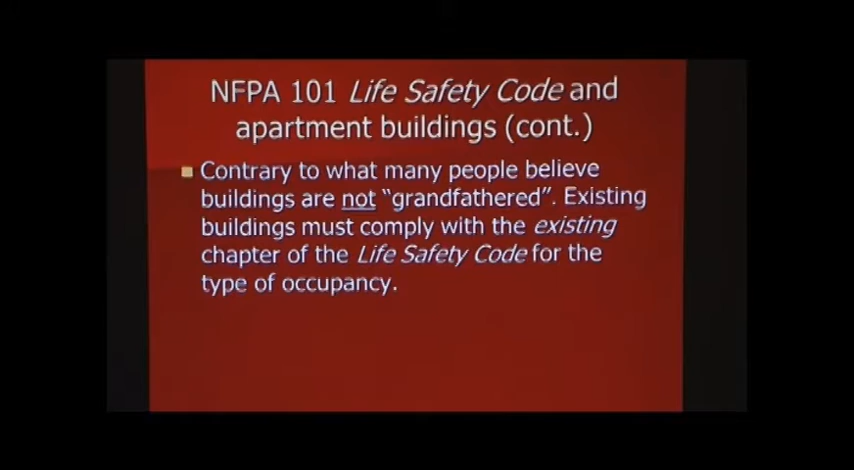 NFPA 101 Life Safety Code and
apartment buildings (cont.)
Contrary to what many people believe
buildings are not “grandfathered”. Existing
buildings must comply with the existing
chapter of the Life Safety Code for the
type of occupancy.